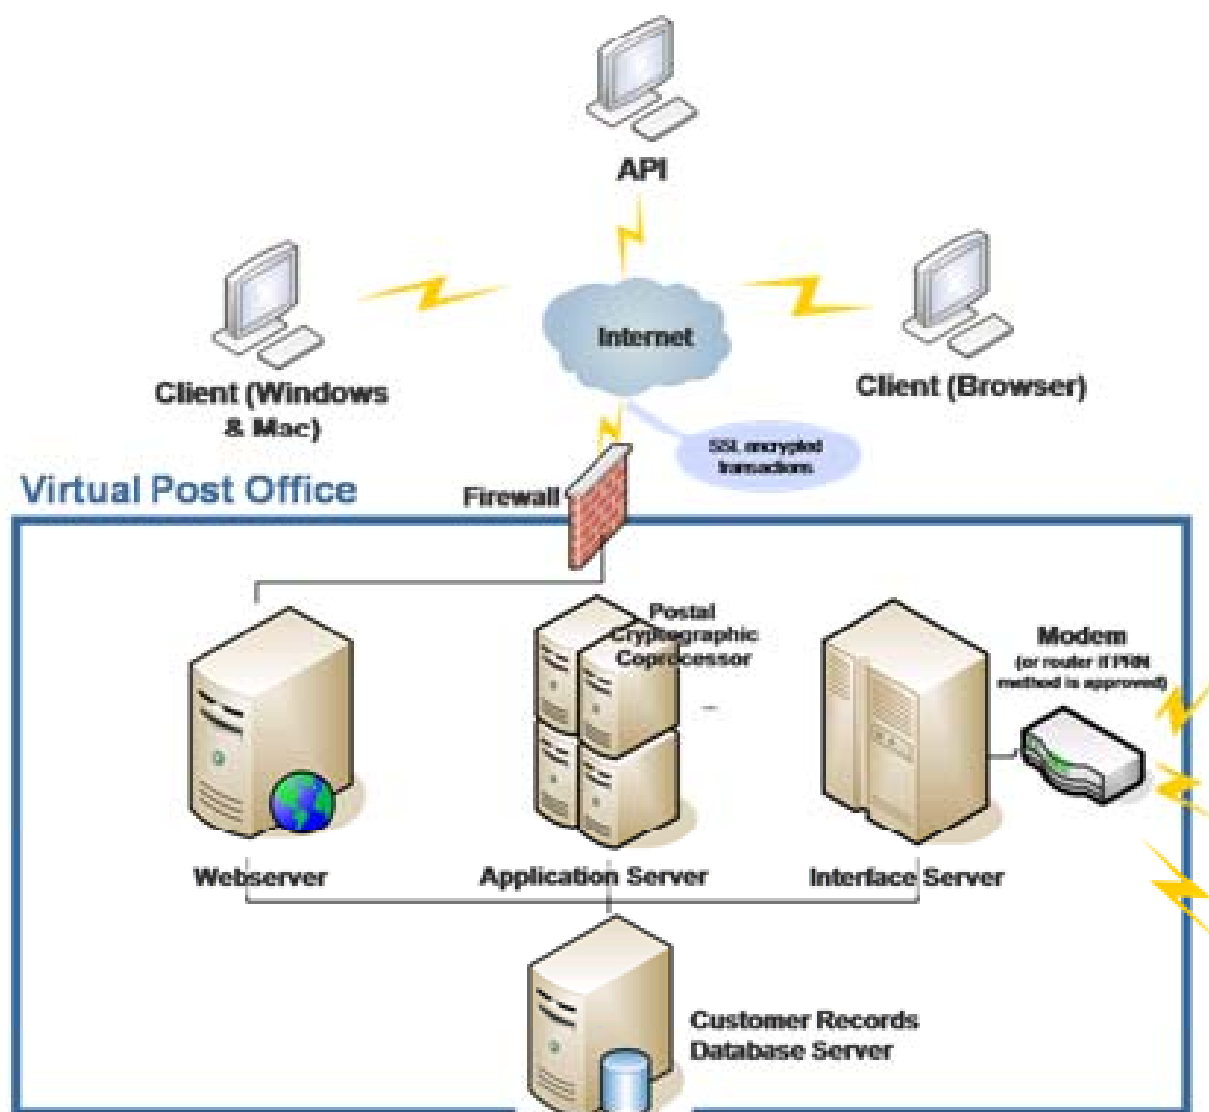 API
Internet
Client (Windows
& Mac)
Client (Browser)
SSL encrypted
transactions
Virtual Post Office
Firewall
Postal
Cryptographic
Coprocessor
Modem
(or router if PRN
method is approved)
Webserver
Application Server
Interface Server
Customer Records
Database Server